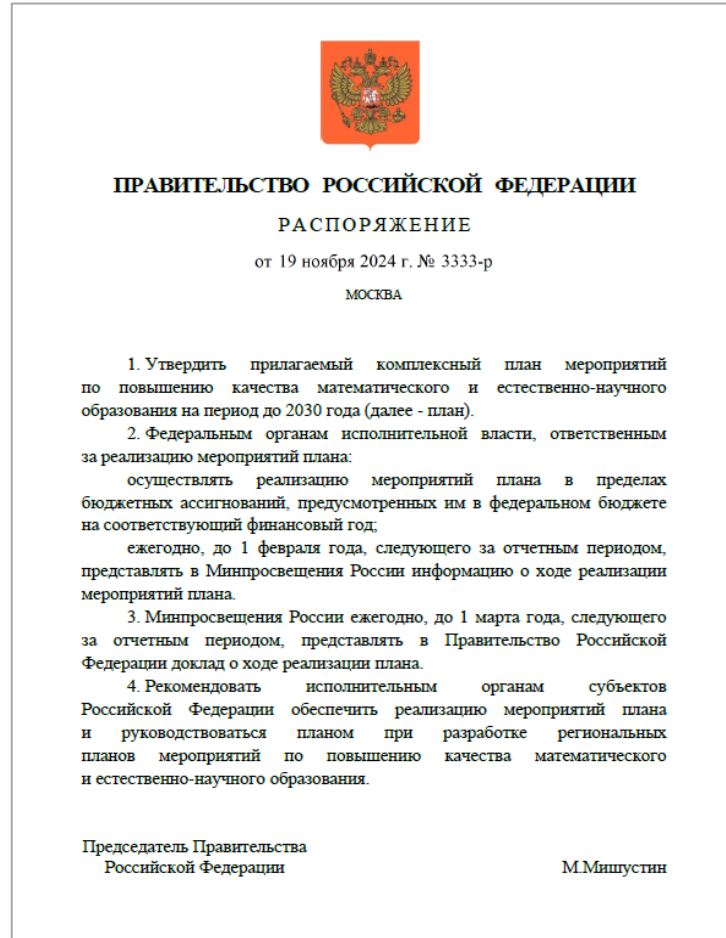 ПРАВИТЕЛЬСТВО РОССИЙСКОЙ ФЕДЕРАЦИИ
РАСПОРЯЖЕНИЕ
от 19 ноября 2024 г. № 3333-р
МОСКВА
1. Утвердить прилагаемый комплексный план мероприятий
по повышению качества математического и естественно-научного
образования на период до 2030 года (далее - план).
2. Федеральным органам исполнительной власти, ответственным
за реализацию мероприятий плана:
осуществлять реализацию мероприятий плана в пределах
бюджетных ассигнований, предусмотренных им в федеральном бюджете
на соответствующий финансовый год;
ежегодно, до 1 февраля года, следующего за отчетным периодом,
представлять в Минпросвещения России информацию о ходе реализации
мероприятий плана.
3. Минпросвещения России ежегодно, до 1 марта года, следующего
за отчетным периодом, представлять в Правительство Российской
Федерации доклад о ходе реализации плана.
4. Рекомендовать исполнительным органам субъектов
Российской Федерации обеспечить реализацию мероприятий плана
и руководствоваться планом при разработке региональных
планов мероприятий по повышению качества математического
и естественно-научного образования.
Председатель Правительства
Российской Федерации М.Мишустин